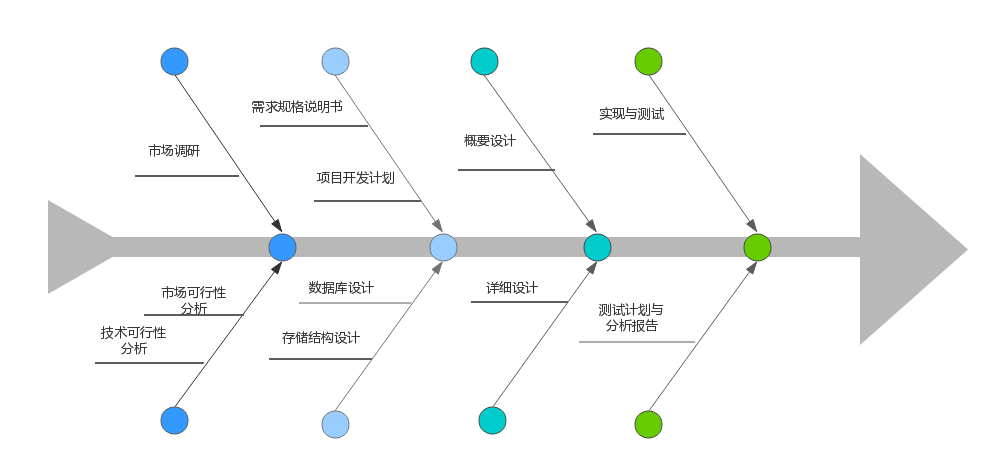 需求规格说明书
实现与测试
概要设计
市场调研
项目开发计划
数据库设计
详细设计
市场可行性
分析
测试计划与
分析报告
技术可行性
分析
存储结构设计